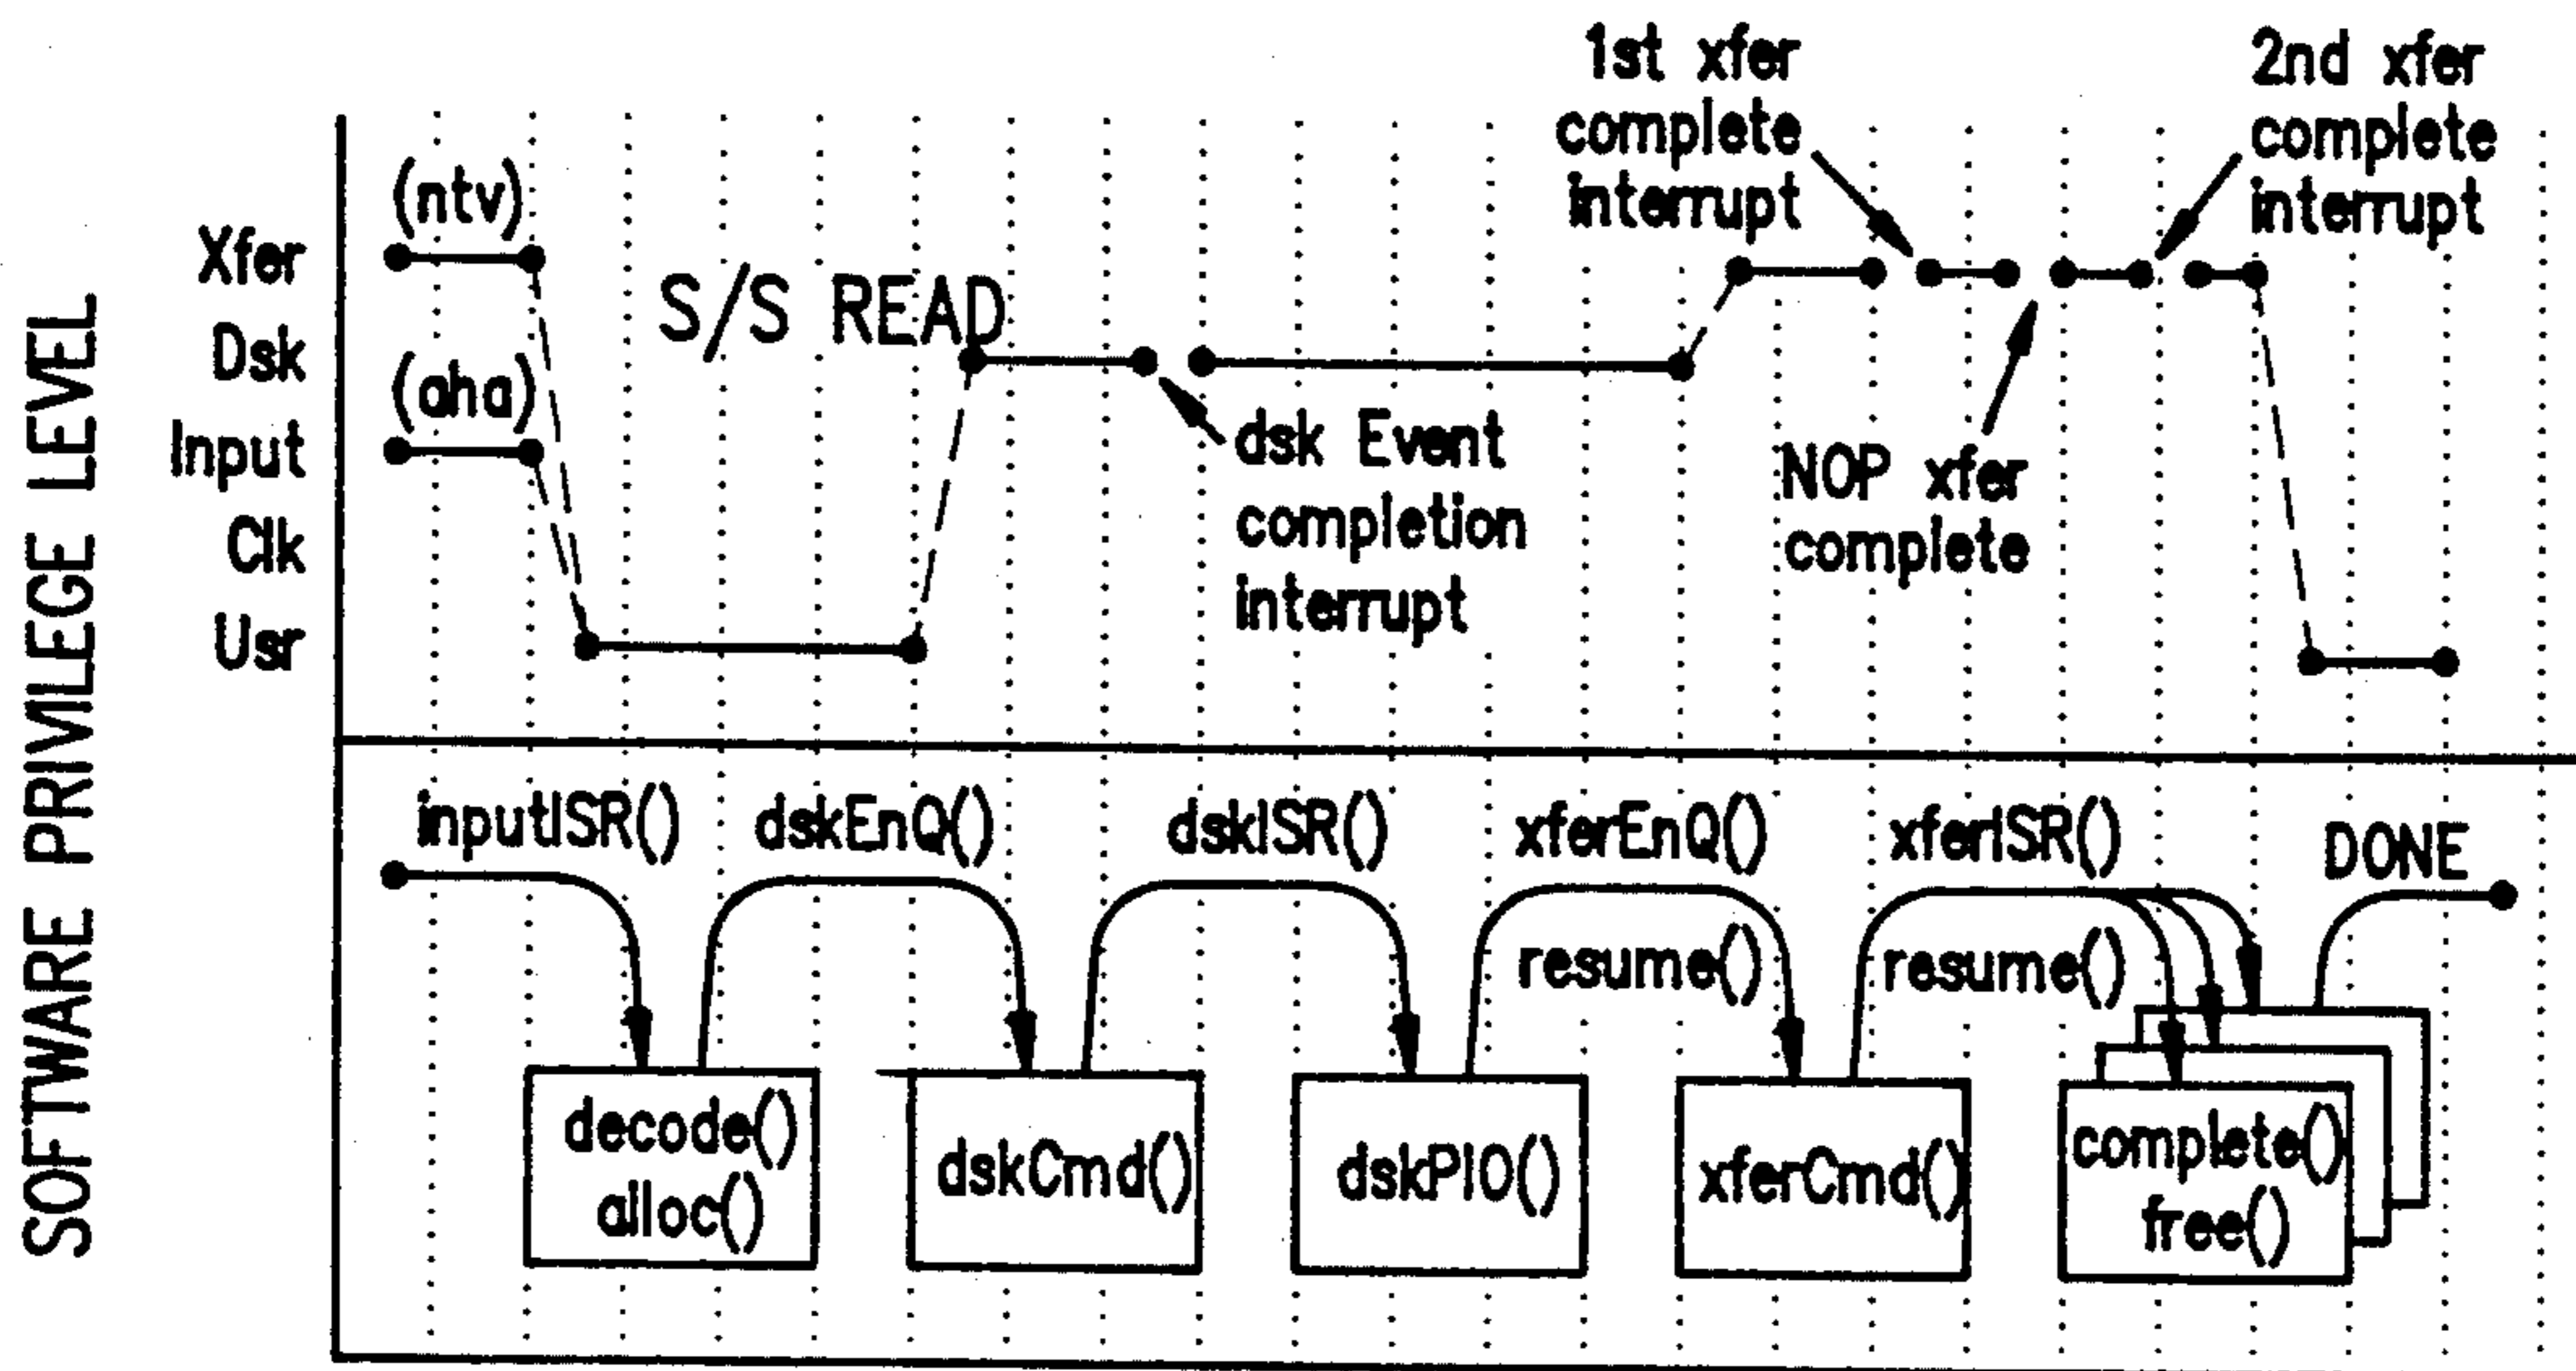 SOFTWARE PRIVILEGE LEVEL
1st xfer
complete
interrupt
2nd xfer
complete
interrupt
(ntv)
Xfer
S/S READ
Dsk
(aha)
Input
dsk Event
completion
interrupt
NOP xfer
complete
Clk
Usr
inputISR()
dskEnQ()
dskISR()
xferEnQ()
xferISR()
DONE
resume()
resume()
decode()
alloc()
dskCmd()
dskPIO()
xferCmd()
complete()
free()